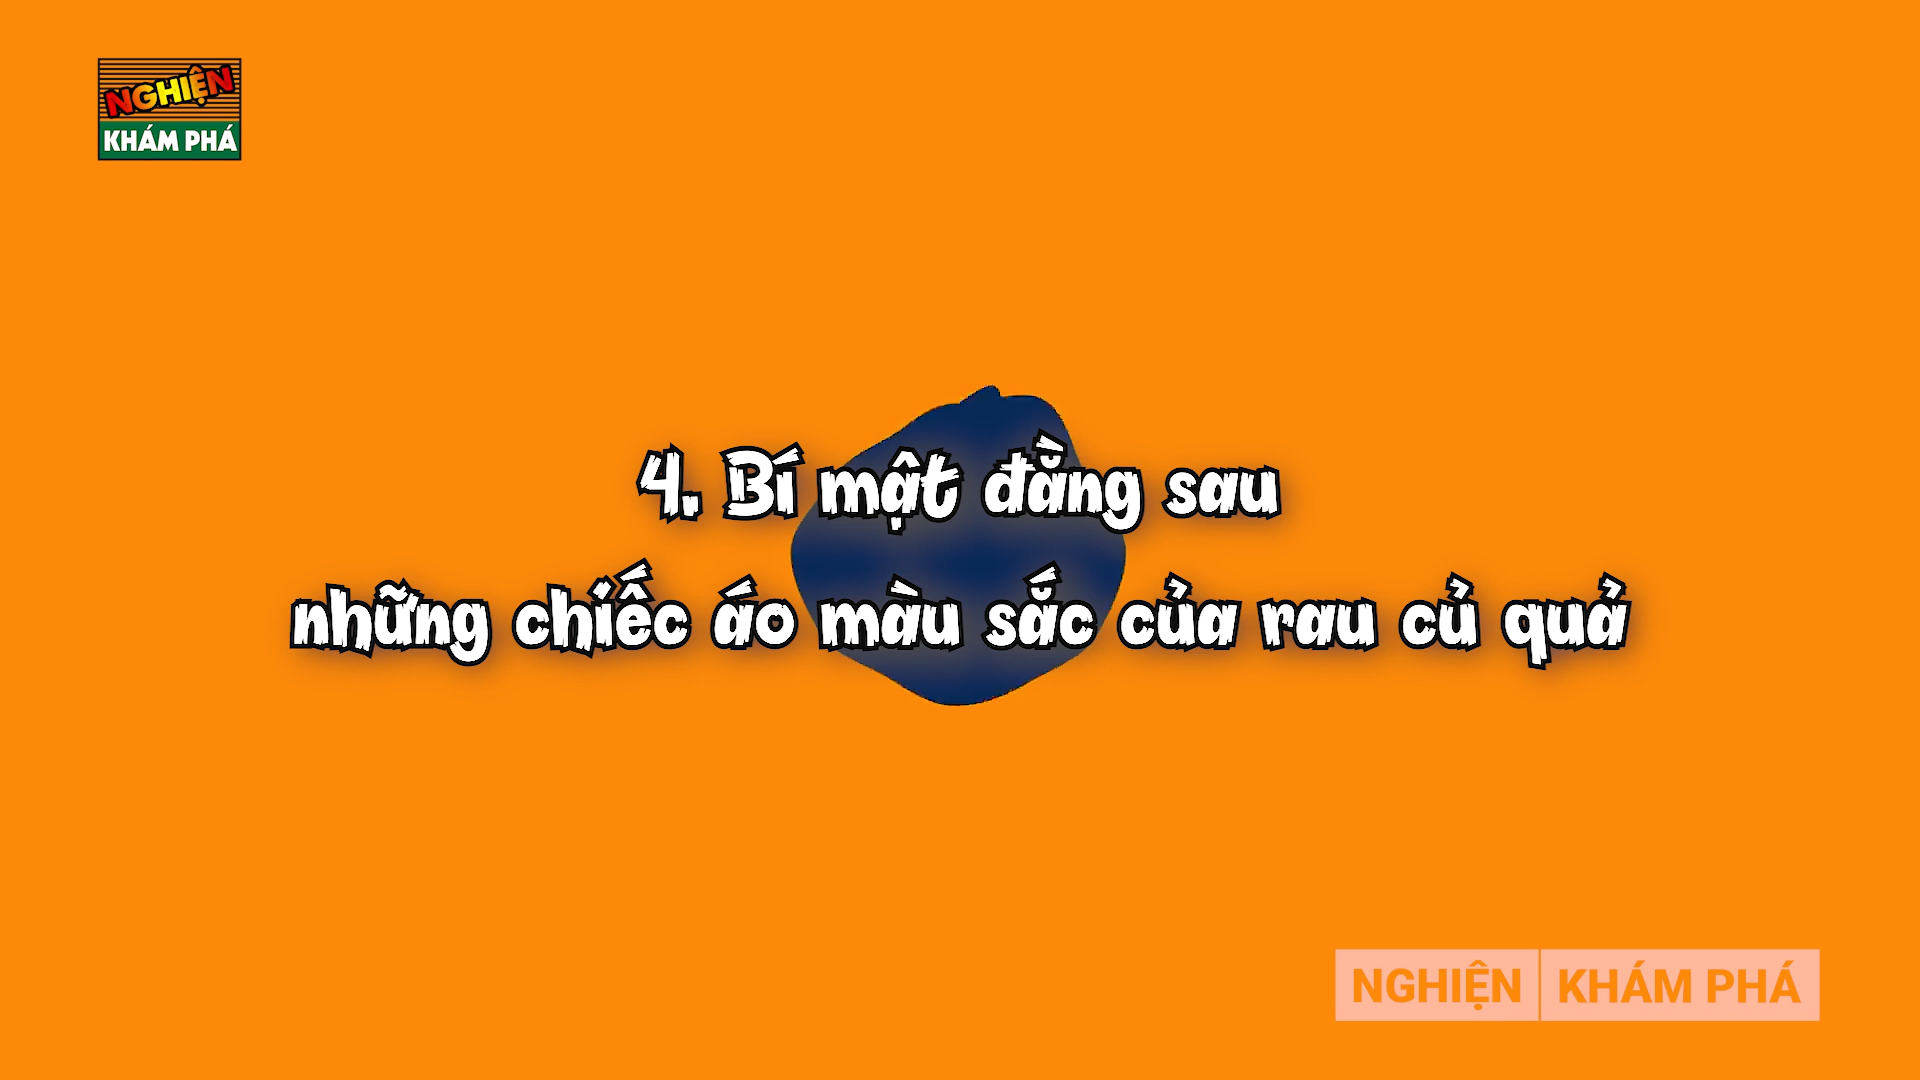 NGHIỆN
KHÁM PHÁ
4. Bí mật đằng sau
những chiếc áo màu sắc của rau củ quả
NGHIỆN KHÁM PHÁ